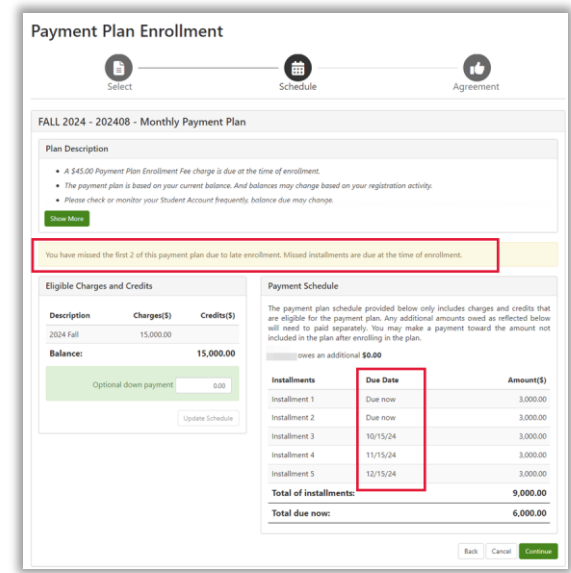 Payment Plan Enrollment
Select
Schedule
Agreement
FALL 2024 - 202408 - Monthly Payment Plan
Plan Description
• A $45.00 Payment Plan Enrollment Fee charge is due at the time of enrollment.
• The payment plan is based on your current balance. And balances may change based on your registration activity.
• Please check or monitor your Student Account frequently, balance due may change.
Show More
You have missed the first 2 of this payment plan due to late enrollment. Missed installments are due at the time of enrollment.
Eligible Charges and Credits
Description Charges($) Credits($)
2024 Fall 15,000.00
Balance: 15,000.00
Optional down payment 0.00
Update Schedule
Payment Schedule
The payment plan schedule provided below only includes charges and credits that
are eligible for the payment plan. Any additional amounts owed as reflected below
will need to paid separately. You may make a payment toward the amount not
included in the plan after enrolling in the plan.
owes an additional $0.00
Installments Due Date Amount($)
Installment 1 Due now 3,000.00
Installment 2 Due now 3,000.00
Installment 3 10/15/24 3,000.00
Installment 4 11/15/24 3,000.00
Installment 5 12/15/24 3,000.00
Total of installments: 9,000.00
Total due now: 6,000.00
Back Cancel Continue